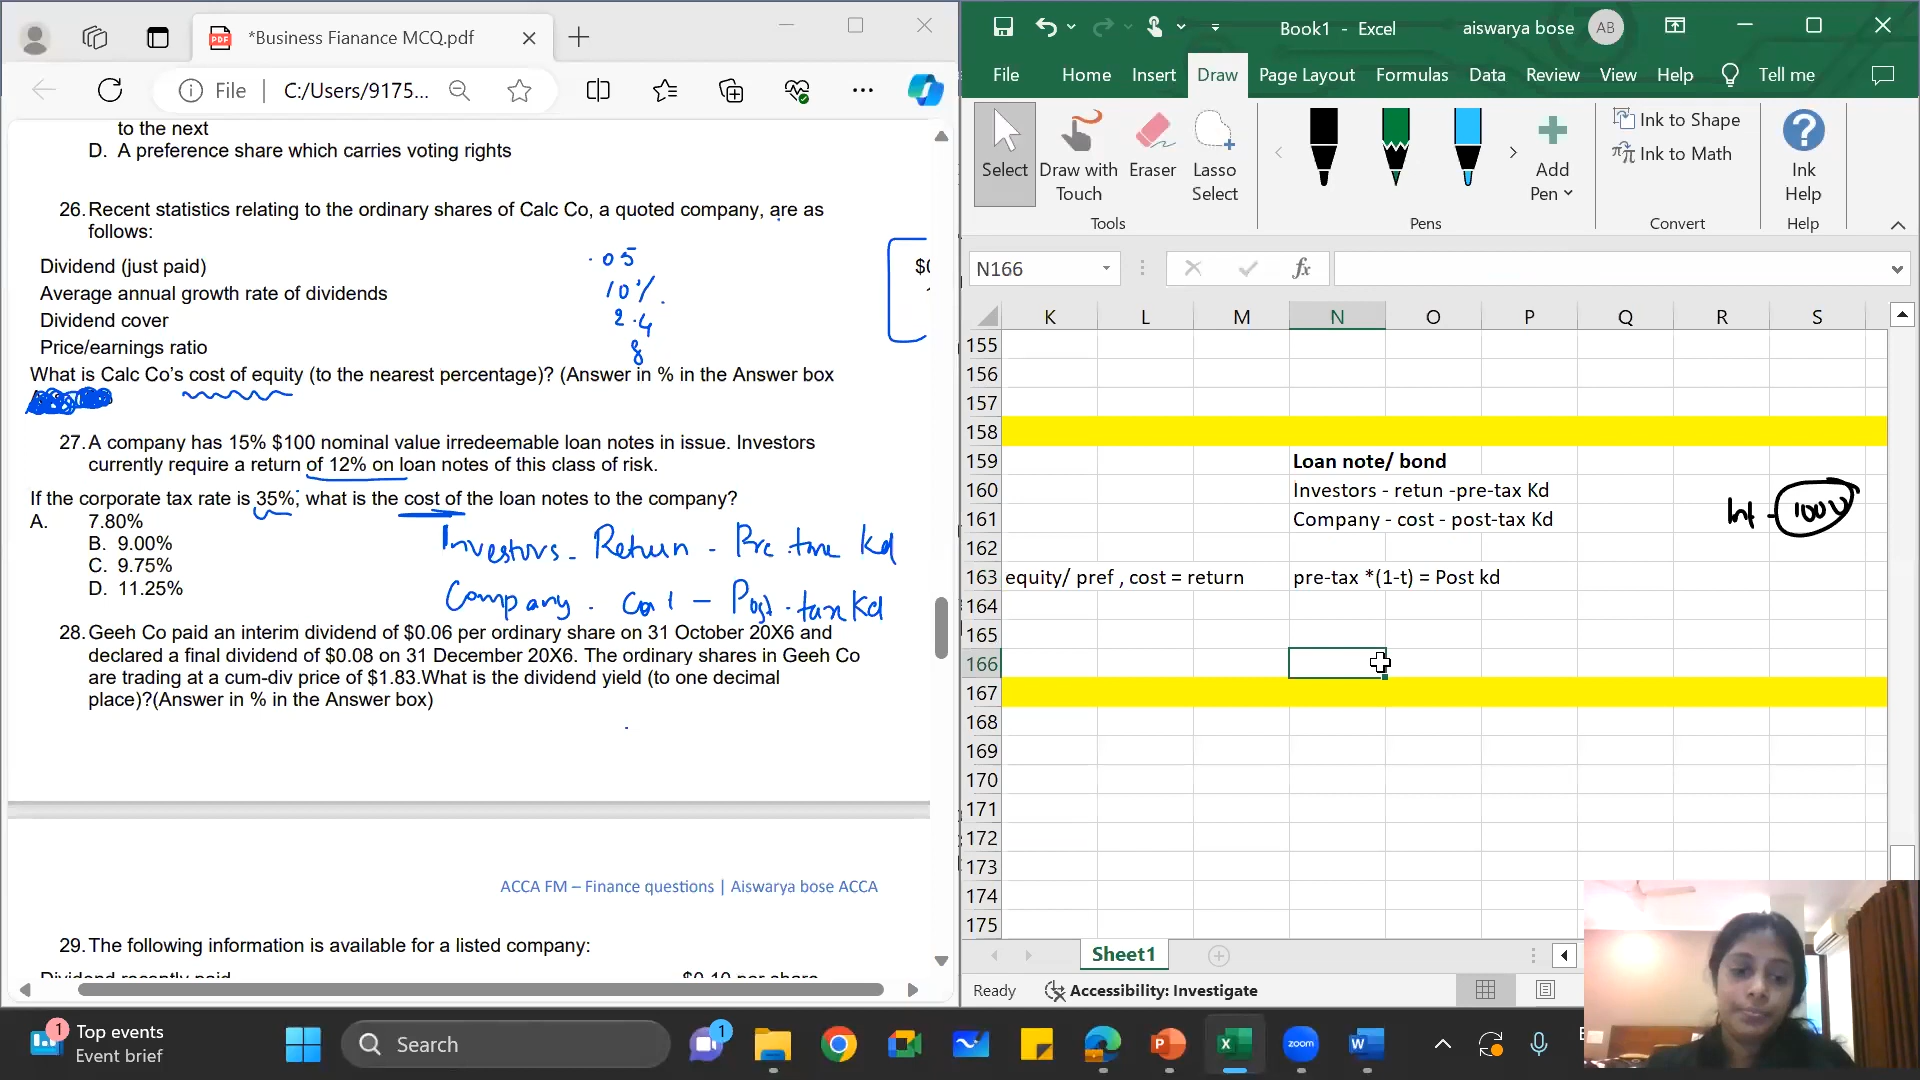 *Business Fianance MCQ.pdf
File
C:/Users/9175...
to the next
D. A preference share which carries voting rights
26. Recent statistics relating to the ordinary shares of Calc Co, a quoted company, are as
follows:
Dividend (just paid)
.05
$0
Average annual growth rate of dividends
10%
Dividend cover
2.4
Price/earnings ratio
8
What is Calc Co's cost of equity (to the nearest percentage)? (Answer in % in the Answer box
27. A company has 15% $100 nominal value irredeemable loan notes in issue. Investors
currently require a return of 12% on loan notes of this class of risk.
If the corporate tax rate is 35%, what is the cost of the loan notes to the company?
A. 7.80%
B. 9.00%
C. 9.75%
D. 11.25%
Investors - Return - Pre-tax Kd
Company - Cost - Post-tax Kd
28. Geeh Co paid an interim dividend of $0.06 per ordinary share on 31 October 20X6 and
declared a final dividend of $0.08 on 31 December 20X6. The ordinary shares in Geeh Co
are trading at a cum-div price of $1.83.What is the dividend yield (to one decimal
place)?(Answer in % in the Answer box)
ACCA FM – Finance questions | Aiswarya bose ACCA
29. The following information is available for a listed company:
Dividend recently paid $0.10 per share
Book1 - Excel
aiswarya bose
AB
File Home Insert Draw Page Layout Formulas Data Review View Help Tell me
Select
Draw with
Touch
Eraser
Lasso
Select
Add
Pen
Ink to Shape
Ink to Math
Ink
Help
Tools
Pens
Convert
Help
N166
fx
K L M N O P Q R S
155
156
157
158
159 Loan note/ bond
160 Investors - retun -pre-tax Kd
161 Company - cost - post-tax Kd
Int - 1000
162
163 equity/ pref , cost = return pre-tax *(1-t) = Post kd
164
165
166
167
168
169
170
171
172
173
174
175
Sheet1
Ready
Accessibility: Investigate
1
Top events
Event brief
Search
1
zoom